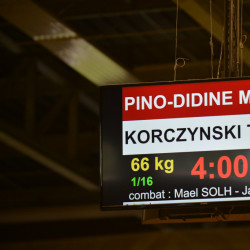 PINO-DIDINE M
KORCZYNSKI T
66 kg 4:00
1/16
combat : Mael SOLH - Ja